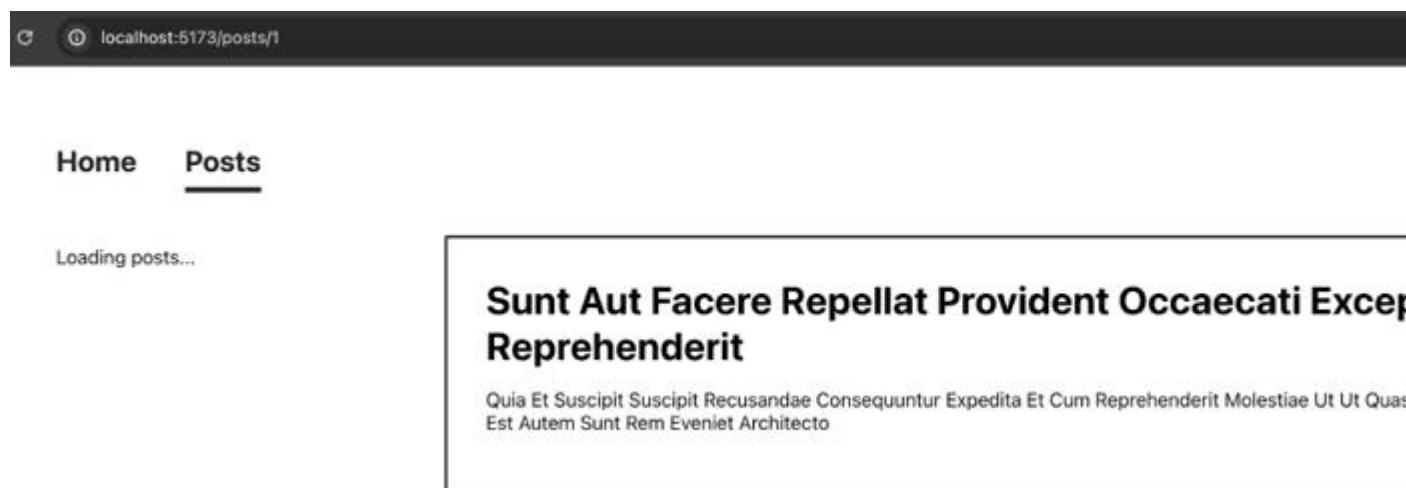 localhost:5173/posts/1
Home Posts
Loading posts...
Sunt Aut Facere Repellat Provident Occaecati
Reprehenderit
Quia Et Suscipit Suscipit Recusandae Consequuntur Expedita Et Cum Reprehenderit Molestiae Ut Ut Quas
Est Autem Sunt Rem Eveniet Architecto